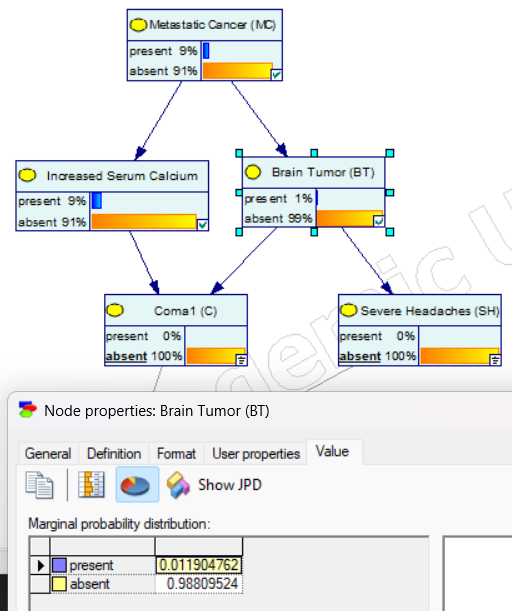 Metastatic Cancer (MC)
present 9%
absent 91%
Increased Serum Calcium
present 9%
absent 91%
Brain Tumor (BT)
present 1%
absent 99%
Coma1 (C)
present 0%
absent 100%
Severe Headaches (SH)
present 0%
absent 100%
Node properties: Brain Tumor (BT)
General Definition Format User properties Value
Show JPD
Marginal probability distribution:
present 0.011904762
absent 0.98809524